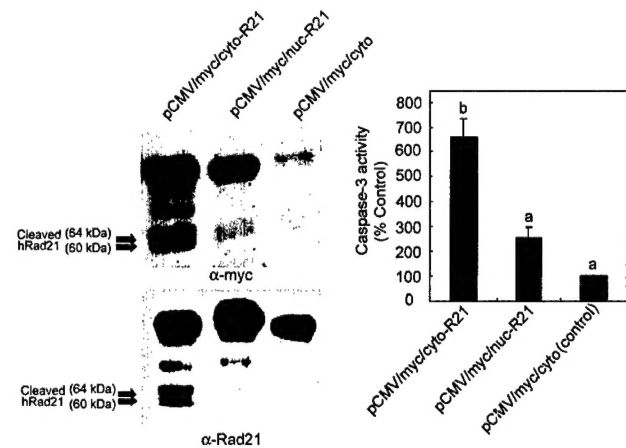 pCMV/myc/cyto-R21
pCMV/myc/nuc-R21
pCMV/myc/cyto
Cleaved (64 kDa)
hRad21 (60 kDa)
α-myc
Cleaved (64 kDa)
hRad21 (60 kDa)
α-Rad21
Caspase-3 activity
(% Control)
800
700
600
500
400
300
200
100
0
b
a
a
pCMV/myc/cyto-R21
pCMV/myc/nuc-R21
pCMV/myc/cyto (control)